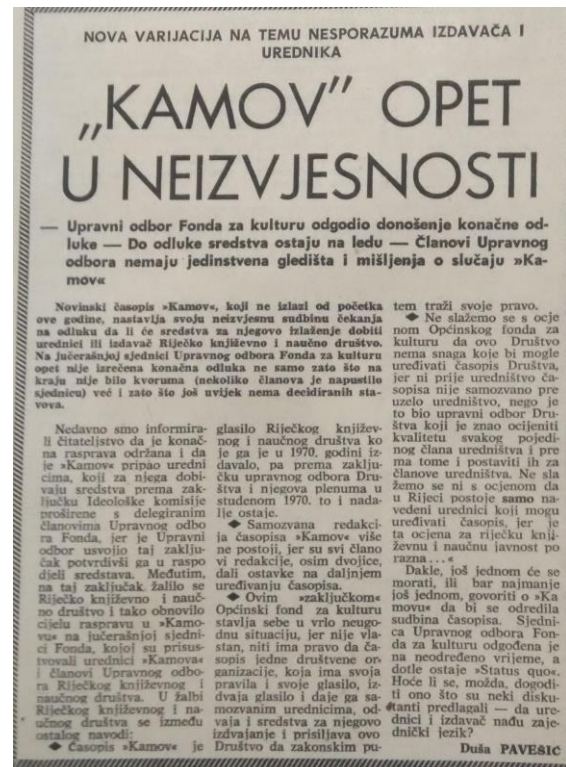 NOVA VARIJACIJA NA TEMU NESPORAZUMA IZDAVAČA I
UREDNIKA
„KAMOV” OPET
U NEIZVJESNOSTI
— Upravni odbor Fonda za kulturu odgodio donošenje konačne od-
luke — Do odluke sredstva ostaju na ledu — Članovi Upravnog
odbora nemaju jedinstvena gledišta i mišljenja o slučaju »Ka-
mov«
Novinski časopis »Kamov«, koji ne izlazi od početka
ove godine, nastavlja svoju neizvjesnu sudbinu čekanja
na odluku da li će sredstva za njegovo izlaženje dobiti
urednici ili izdavač Riječko književno i naučno društvo.
Na jučerašnjoj sjednici Upravnog odbora Fonda za kulturu
opet nije izrečena konačna odluka ne samo zato što na
kraju nije bilo kvoruma (nekoliko članova je napustilo
sjednicu) već i zato što još uvijek nema decidiranih sta-
vova.
Nedavno smo informira-
li čitateljstvo da je konač-
na rasprava održana i da
je »Kamov« pripao uredni
cima, koji za njega dobi-
vaju sredstva prema zak-
ljučku Ideološke komisije
proširene s delegiranim
članovima Upravnog odbo
ra Fonda, jer je Upravni
odbor usvojio taj zaklju-
čak potvrdivši ga u raspo
djeli sredstava. Međutim,
na taj zaključak žalilo se
Riječko književno i nauč-
no društvo i tako obnovilo
cijelu raspravu u »Kamo-
vu« na jučerašnjoj sjedni-
ci Fonda, kojoj su prisus-
tvovali urednici »Kamova«
i članovi Upravnog odbo-
ra Riječkog književnog i
naučnog društva. U žalbi
Riječkog književnog i na-
učnog društva se između
ostalog navodi:
◆ Časopis »Kamov« je
glasilo Riječkog književ-
nog i naučnog društva ko
je ga je u 1970. godini iz-
davalo, pa prema zaklju-
čku upravnog odbora Dru-
štva i njegova plenuma u
studenom 1970. to i nada-
lje ostaje.
◆ Samozvana redakci-
ja časopisa »Kamov« više
ne postoji, jer su svi člano
vi redakcije, osim dvojice,
dali ostavke na daljnjem
uređivanju časopisa.
◆ Ovim »zaključkom«
Općinski fond za kulturu
stavlja sebe u vrlo neugo-
dnu situaciju, jer nije vla-
stan, niti ima pravo da ča-
sopis jedne društvene or-
ganizacije, koja ima svoja
pravila i svoje glasilo, iz-
dvaja glasilo i daje ga sa-
mozvanim urednicima, od-
vaja i sredstva za njegovo
izdvajanje i prisiljava ovo
Društvo da zakonskim pu-
tem traži svoje pravo.
◆ Ne slažemo se s ocje
nom Općinskog fonda za
kulturu da ovo Društvo
nema snaga koje bi mogle
uređivati časopis Društva,
jer ni prije uredništvo ča-
sopisa nije samozvano pre
uzelo uredništvo, nego je
to bio upravni odbor Dru-
štva koji je znao ocijeniti
kvalitetu svakog pojedi-
nog člana uredništva i pre
ma tome i postaviti ih za
članove uredništva. Ne sla
žemo se ni s ocjenom da
u Rijeci postoje samo na-
vedeni urednici koji mogu
uređivati časopis, jer je
ta ocjena za riječku knji-
ževnu i naučnu javnost po
razna . . .«
Dakle, još jednom će se
morati, ili bar najmanje
još jednom, govoriti o »Ka
movu« da bi se odredila
sudbina časopisa. Sjedni-
ca Upravnog odbora Fon-
da za kulturu odgođena je
na neodređeno vrijeme, a
dotle ostaje »Status quo«.
Hoće li se, možda, dogodi-
ti ono što su neki disku-
tanti predlagali — da ure-
dnici i izdavač nađu zaje-
dnički jezik?
Duša PAVEŠIĆ